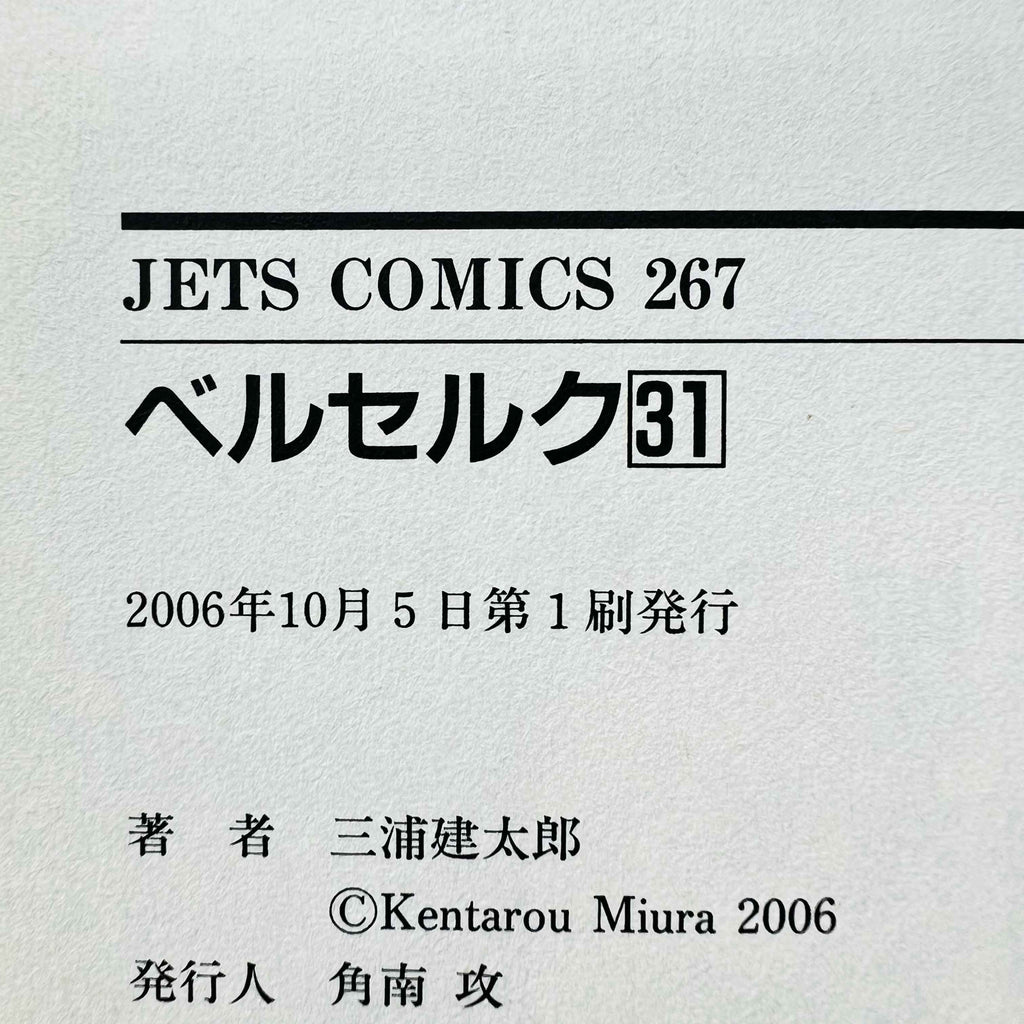 JETS COMICS 267
ベルセルク31
2006年10月5日第1刷発行
著 者 三浦建太郎
©Kentarou Miura 2006
発行人 角南 攻